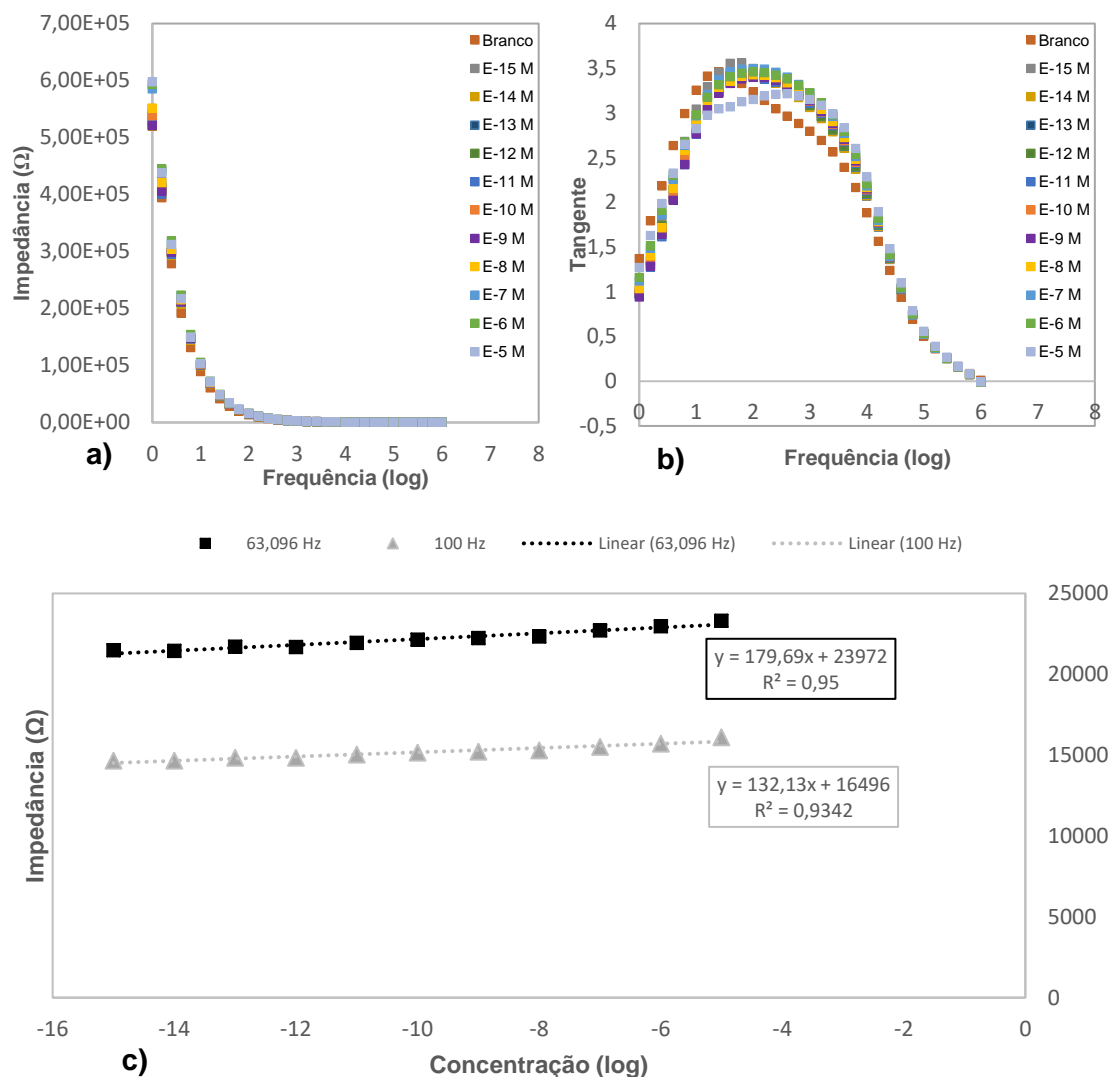 7,00E+05
6,00E+05
5,00E+05
4,00E+05
3,00E+05
2,00E+05
1,00E+05
0,00E+00
Impedância (Ω)
0 1 2 3 4 5 6 7 8
Frequência (log)
a)
Branco
E-15 M
E-14 M
E-13 M
E-12 M
E-11 M
E-10 M
E-9 M
E-8 M
E-7 M
E-6 M
E-5 M
4
3,5
3
2,5
2
1,5
1
0,5
0
-0,5
Tangente
0 1 2 3 4 5 6 7 8
Frequência (log)
b)
Branco
E-15 M
E-14 M
E-13 M
E-12 M
E-11 M
E-10 M
E-9 M
E-8 M
E-7 M
E-6 M
E-5 M
63,096 Hz 100 Hz Linear (63,096 Hz) Linear (100 Hz)
25000
20000
15000
10000
5000
0
Impedância (Ω)
y = 179,69x + 23972
R² = 0,95
y = 132,13x + 16496
R² = 0,9342
-16 -14 -12 -10 -8 -6 -4 -2 0
Concentração (log)
c)